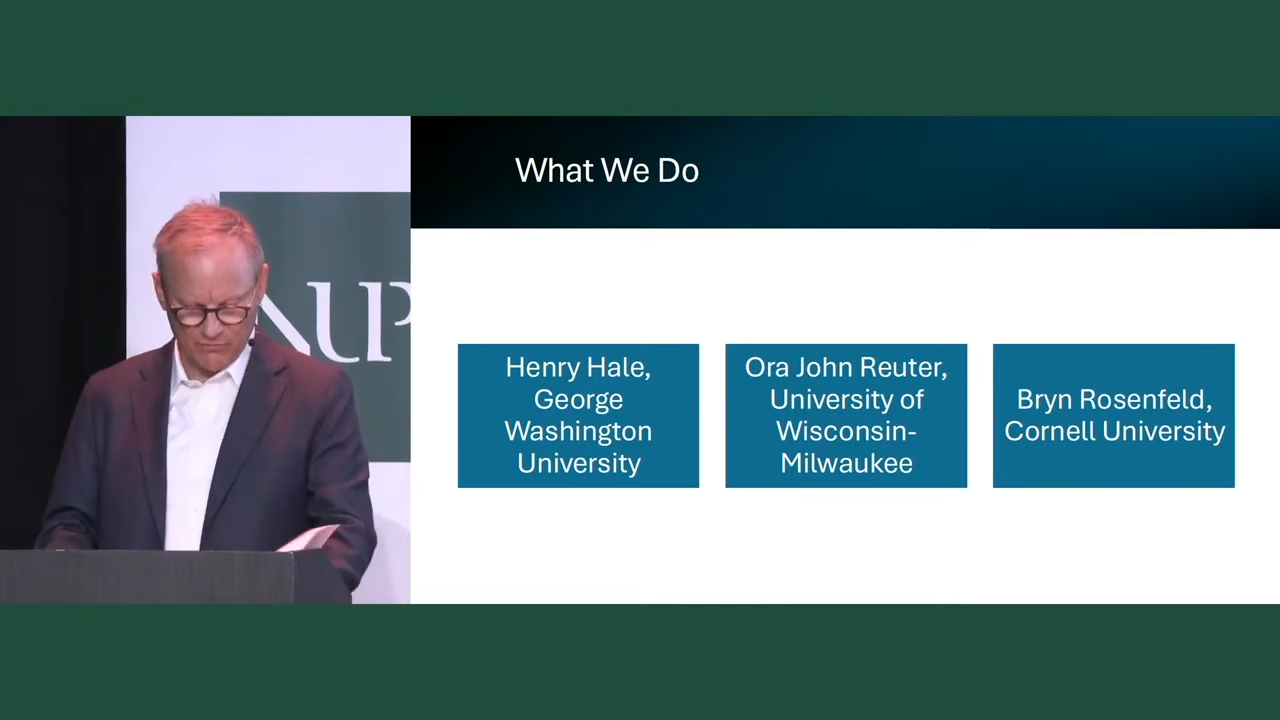 What We Do
NUP
Henry Hale,
George
Washington
University
Ora John Reuter,
University of
Wisconsin-
Milwaukee
Bryn Rosenfeld,
Cornell University